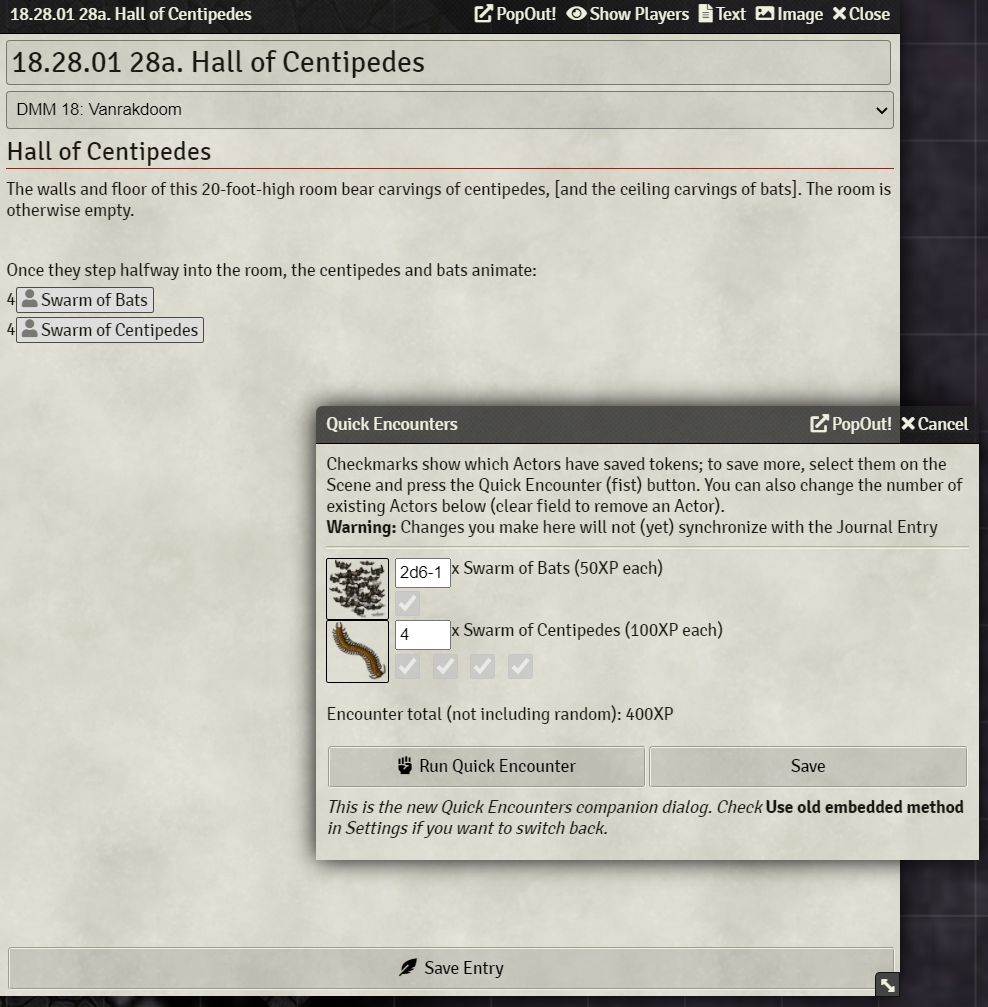 18.28.01 28a. Hall of Centipedes PopOut! Show Players Text Image Close
18.28.01 28a. Hall of Centipedes
DMM 18: Vanrakdoom
Hall of Centipedes
The walls and floor of this 20-foot-high room bear carvings of centipedes, [and the ceiling carvings of bats]. The room is
otherwise empty.
Once they step halfway into the room, the centipedes and bats animate:
4 Swarm of Bats
4 Swarm of Centipedes
Quick Encounters PopOut! Cancel
Checkmarks show which Actors have saved tokens; to save more, select them on the
Scene and press the Quick Encounter (fist) button. You can also change the number of
existing Actors below (clear field to remove an Actor).
Warning: Changes you make here will not (yet) synchronize with the Journal Entry
2d6-1 x Swarm of Bats (50XP each)
4 x Swarm of Centipedes (100XP each)
Encounter total (not including random): 400XP
Run Quick Encounter Save
This is the new Quick Encounters companion dialog. Check Use old embedded method
in Settings if you want to switch back.
Save Entry